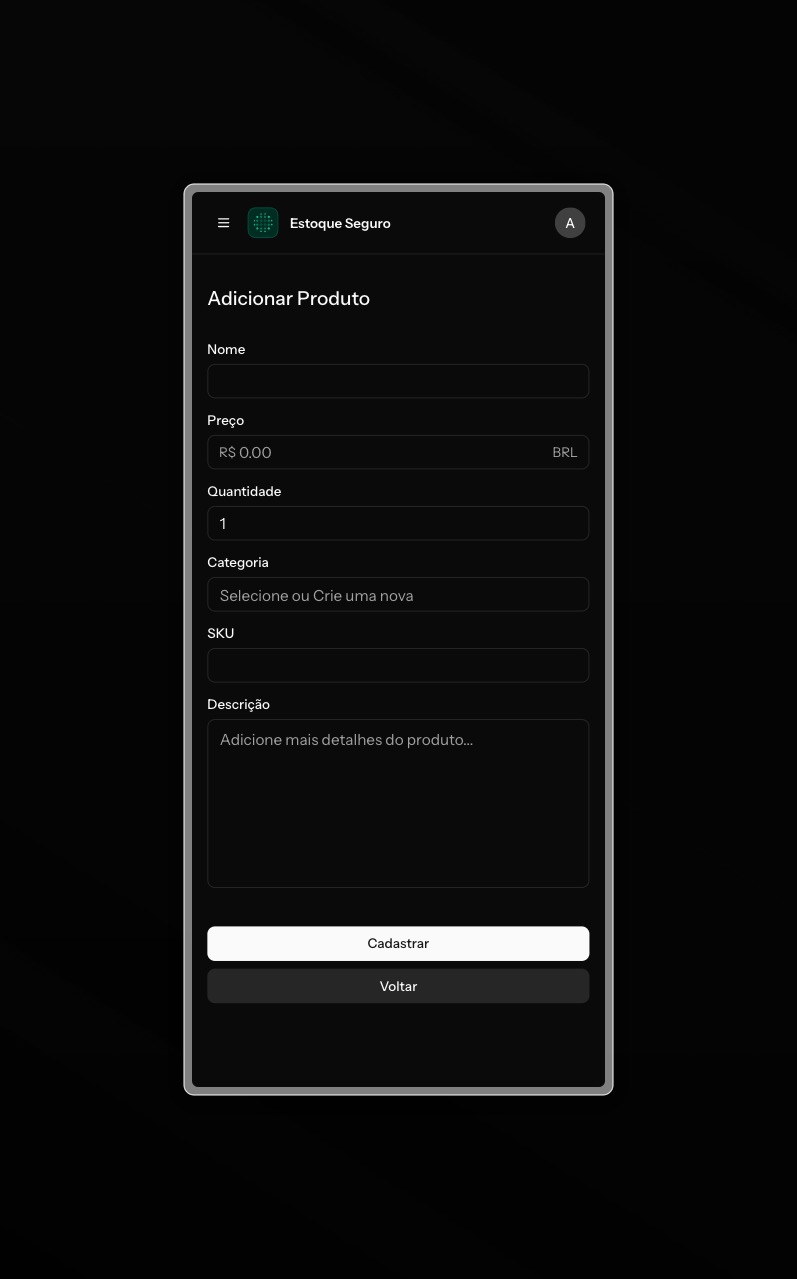 Estoque Seguro
A
Adicionar Produto
Nome
Preço
R$ 0.00
BRL
Quantidade
1
Categoria
Selecione ou Crie uma nova
SKU
Descrição
Adicione mais detalhes do produto...
Cadastrar
Voltar